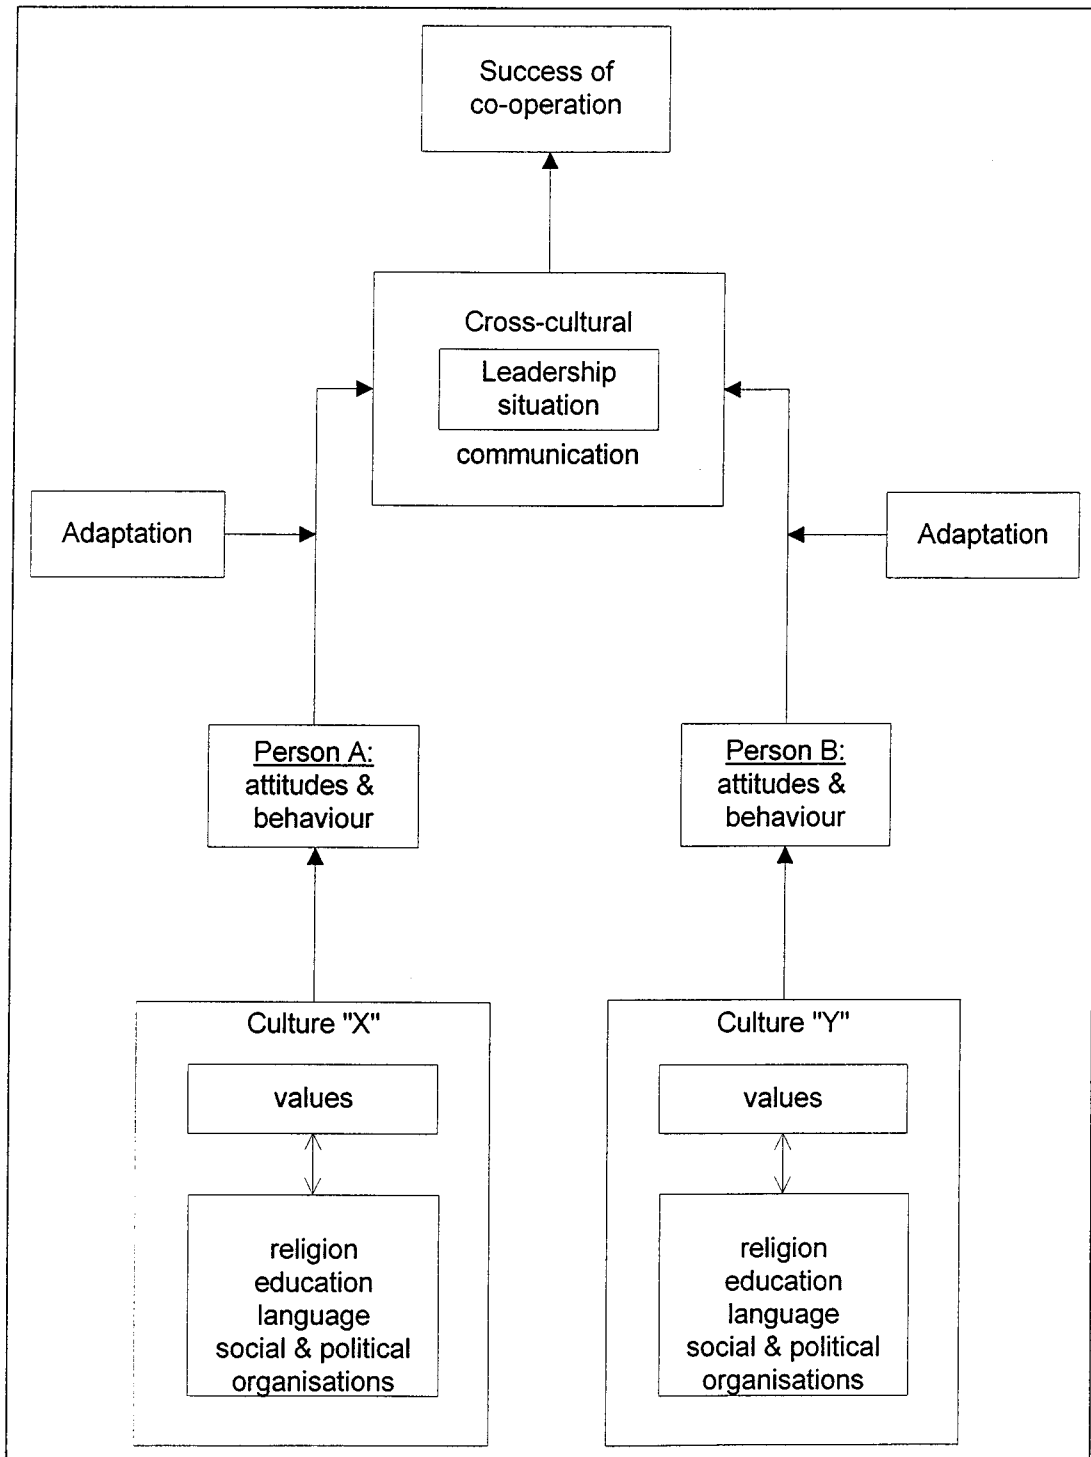 Success of
co-operation
Cross-cultural
Leadership
situation
communication
Adaptation
Adaptation
Person A:
attitudes &
behaviour
Person B:
attitudes &
behaviour
Culture "X"
values
religion
education
language
social & political
organisations
Culture "Y"
values
religion
education
language
social & political
organisations